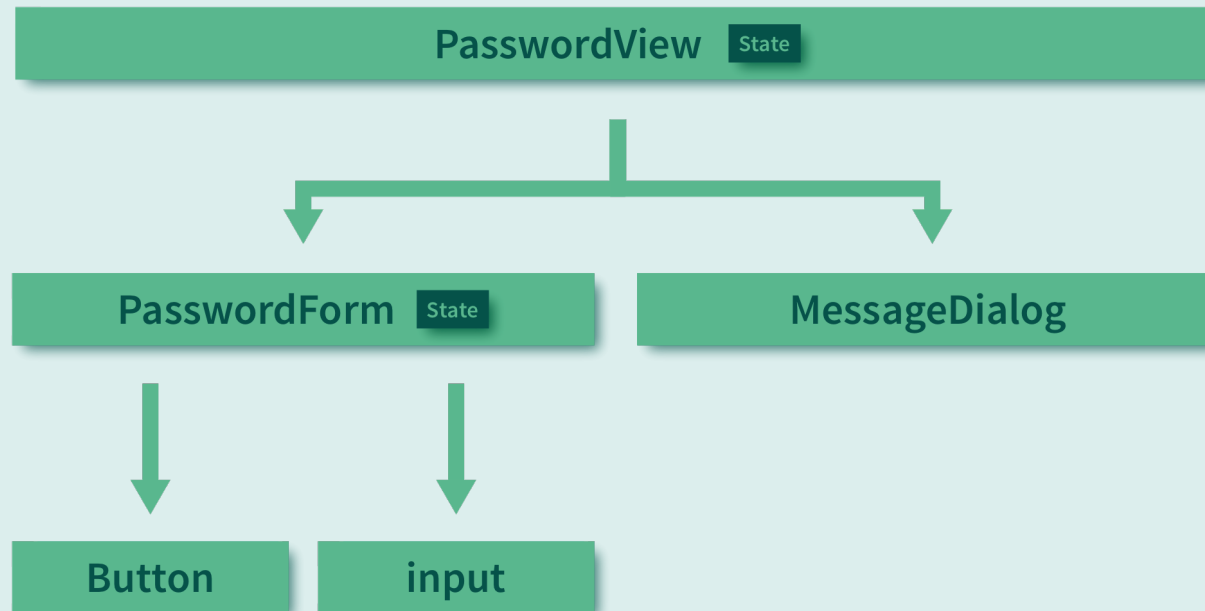 PasswordView State
PasswordForm State
MessageDialog
Button
input